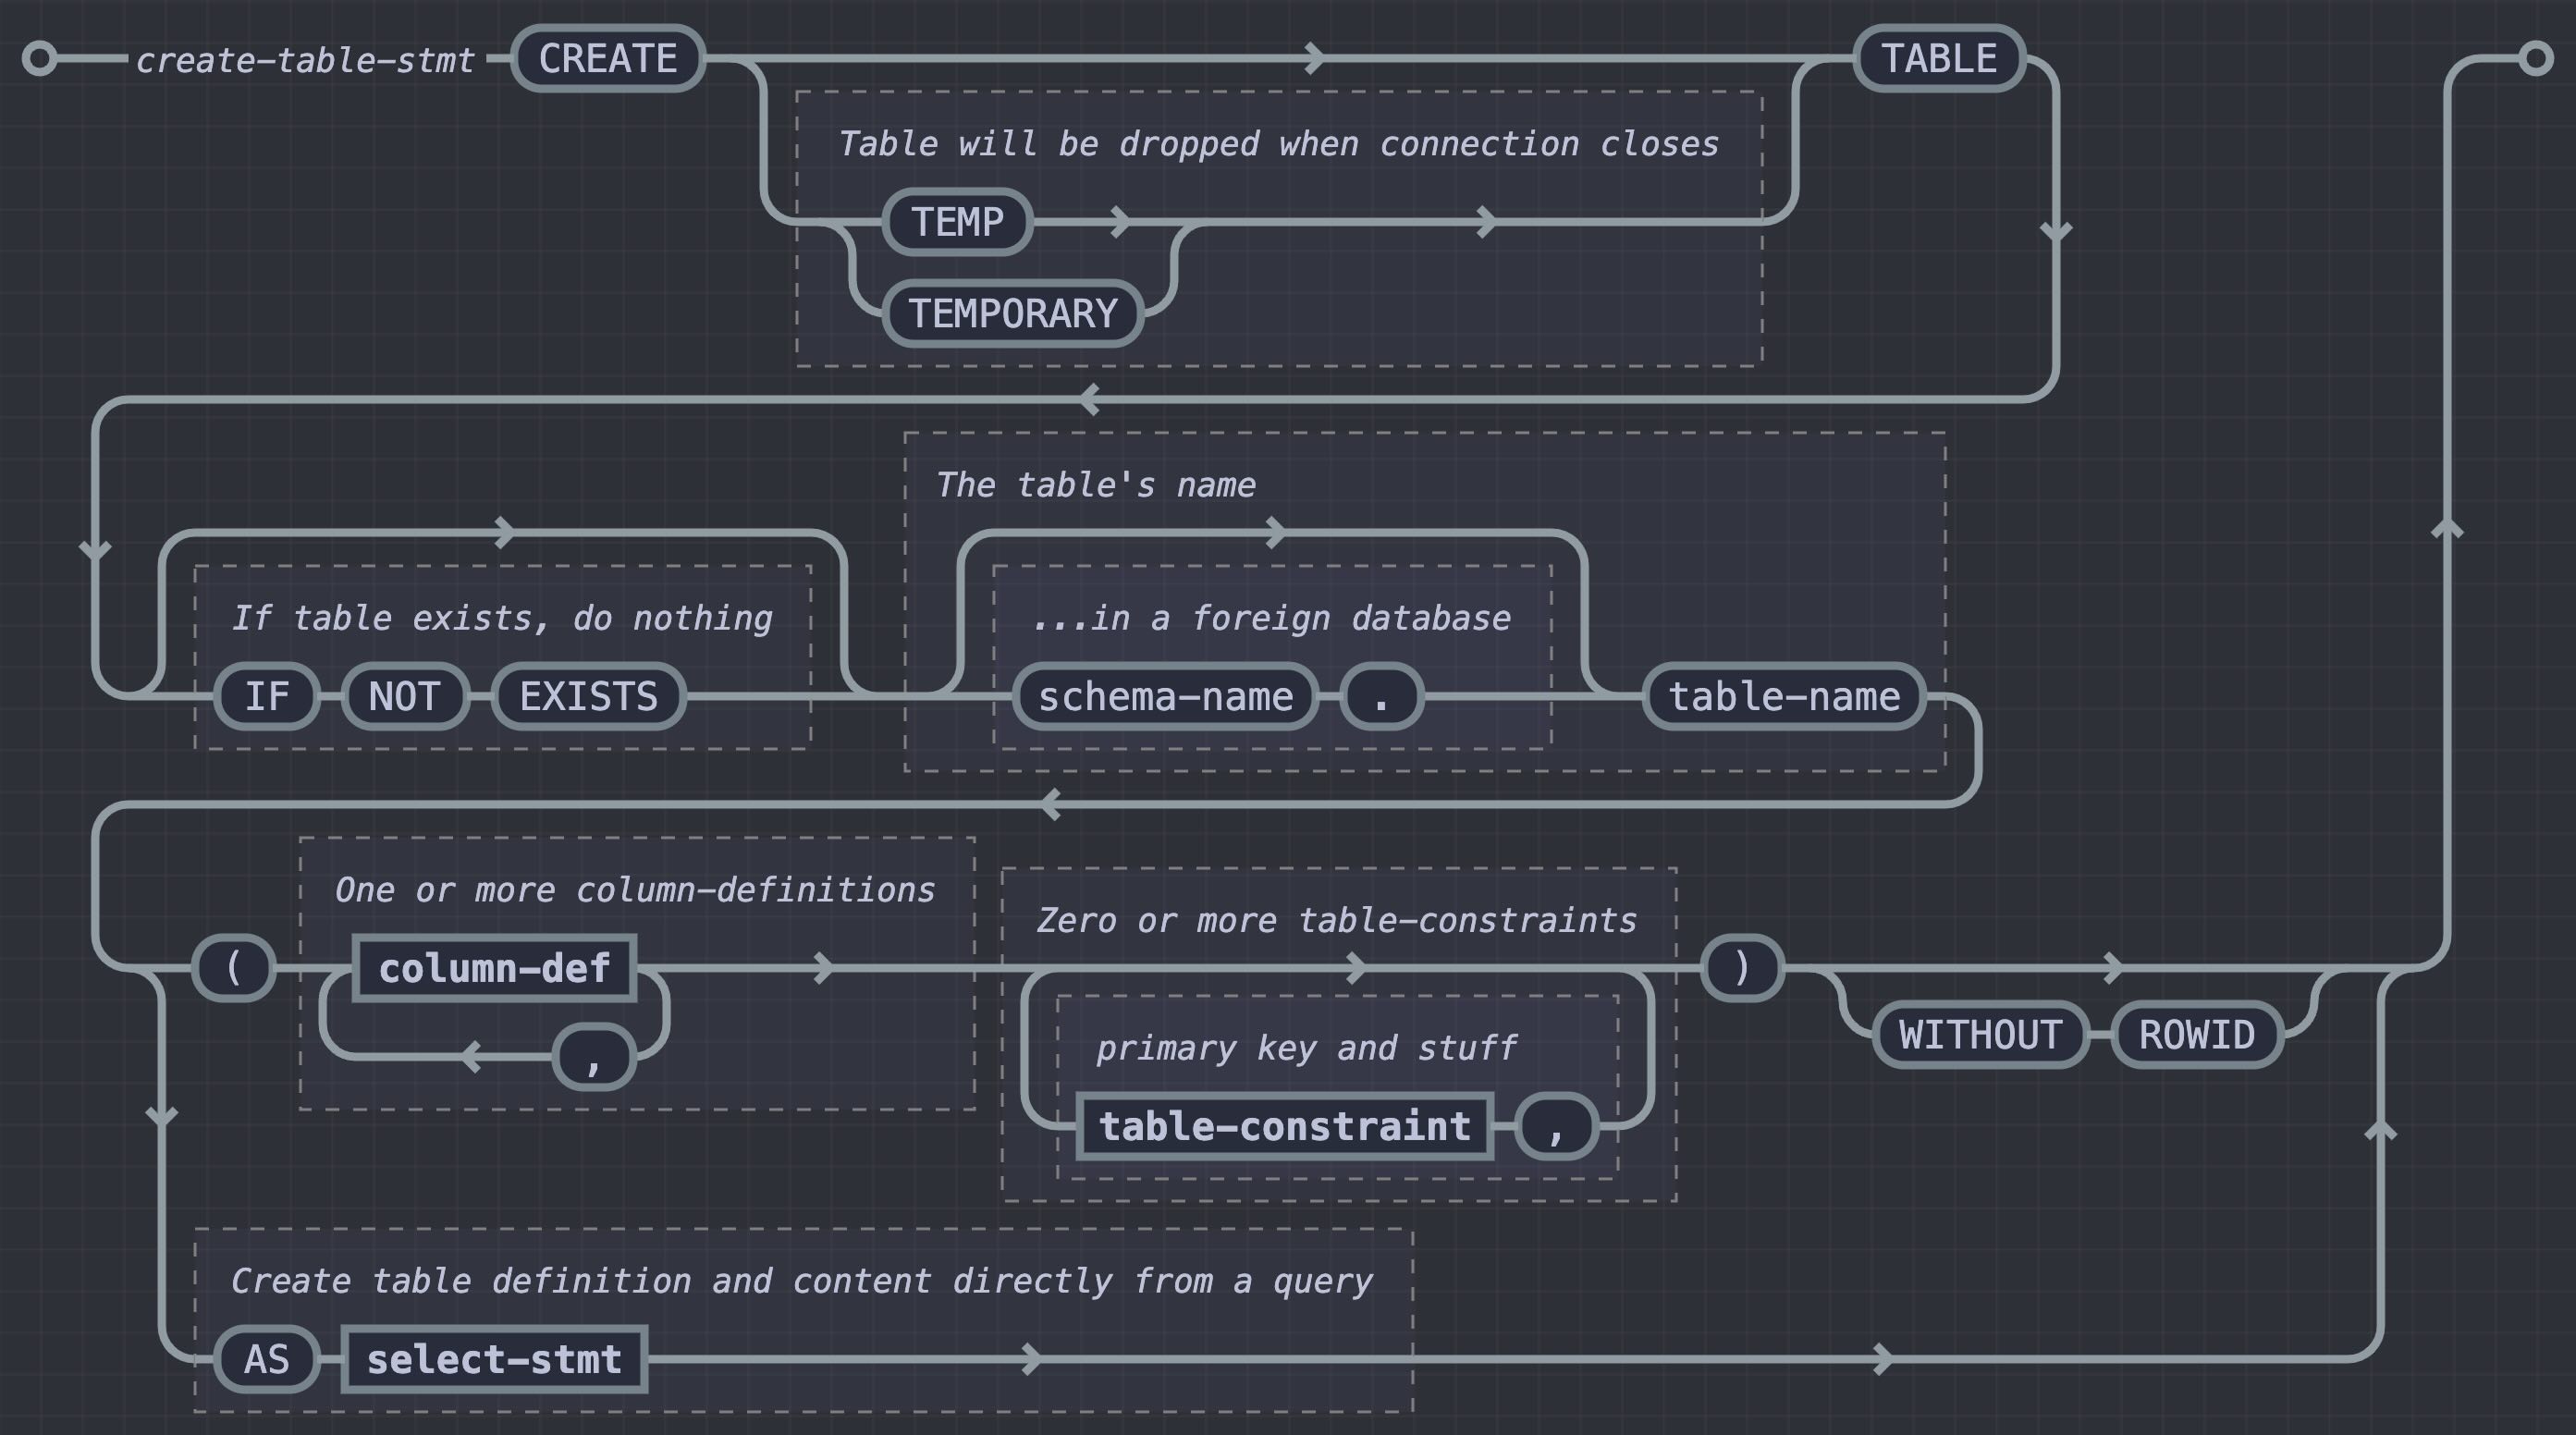 create-table-stmt CREATE TABLE
Table will be dropped when connection closes
TEMP
TEMPORARY
The table's name
If table exists, do nothing ...in a foreign database
IF NOT EXISTS schema-name . table-name
One or more column-definitions
Zero or more table-constraints
( column-def )
WITHOUT ROWID
,
primary key and stuff
table-constraint ,
Create table definition and content directly from a query
AS select-stmt